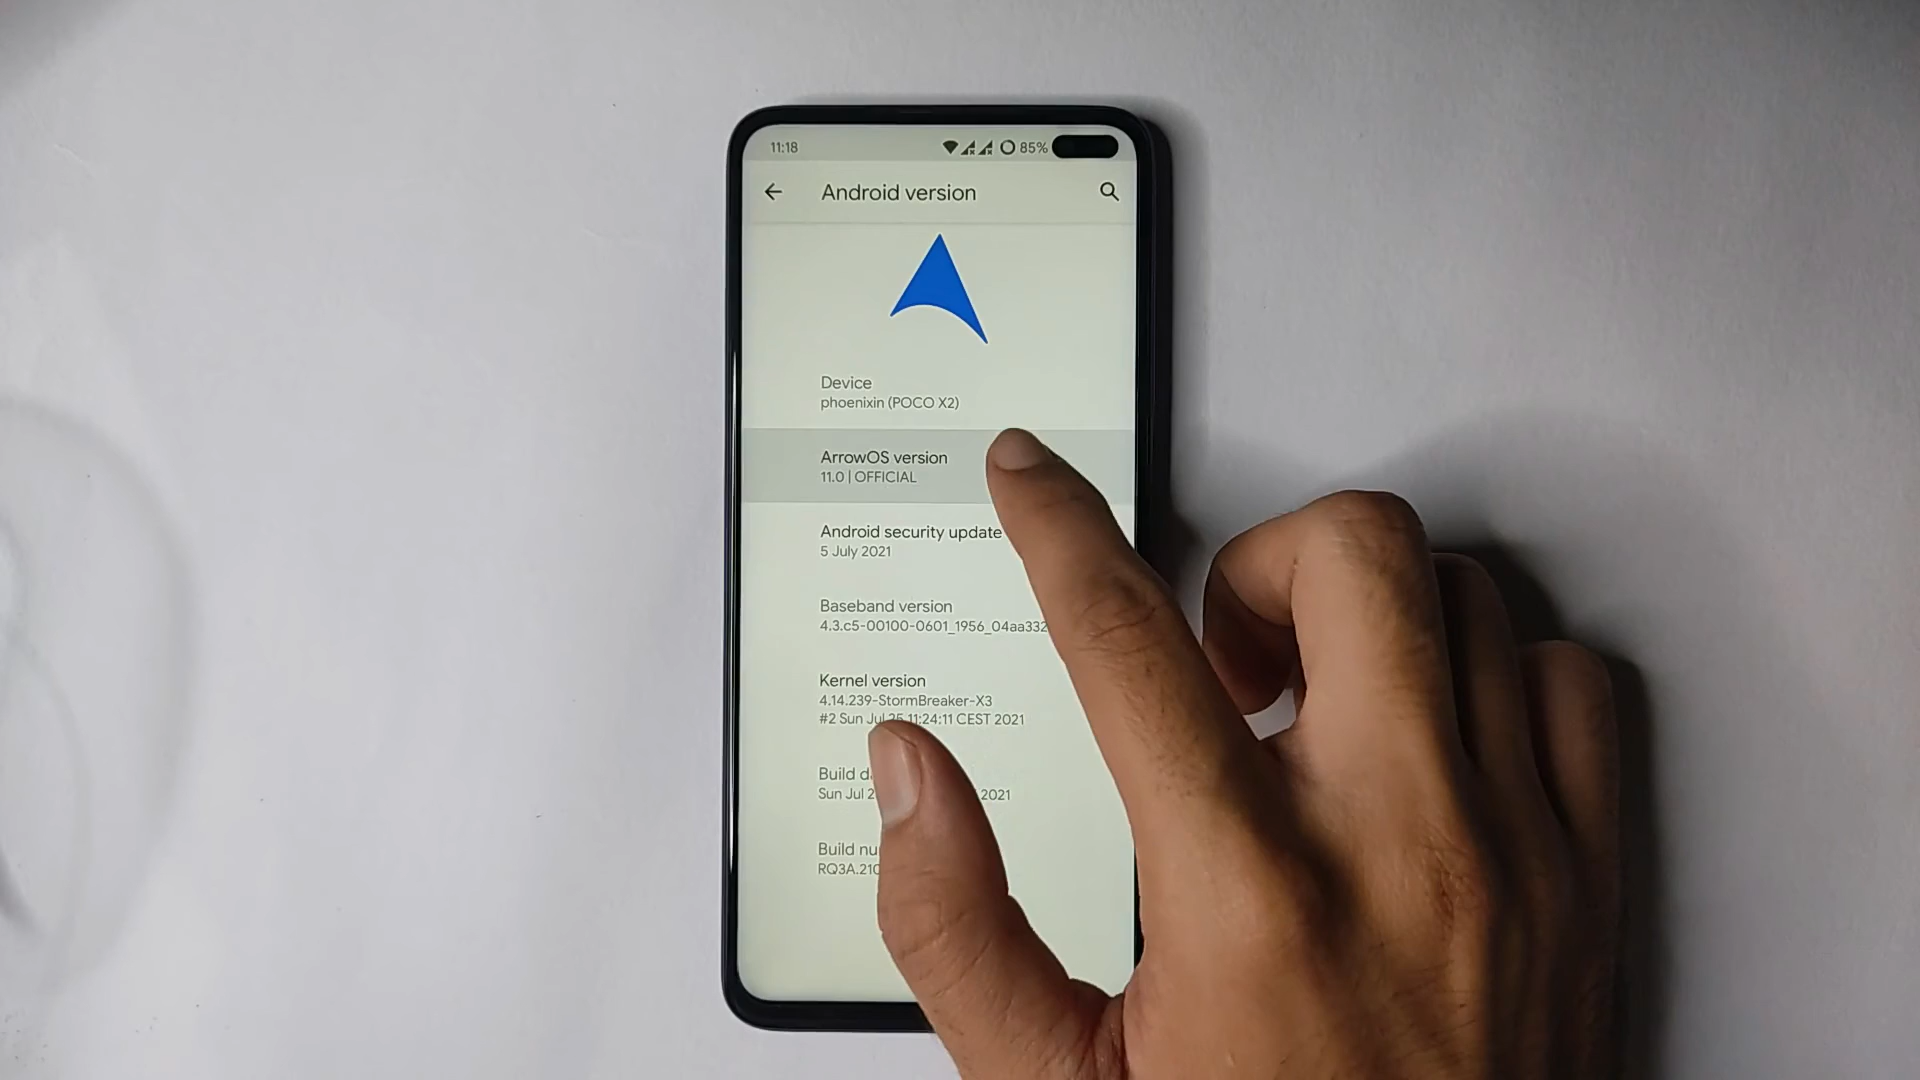 11:18 85%
Android version
Device
phoenixin (POCO X2)
ArrowOS version
11.0 | OFFICIAL
Android security update
5 July 2021
Baseband version
4.3.c5-00100-0601_1956_04aa332
Kernel version
4.14.239-StormBreaker-X3
#2 Sun Jul 25 11:24:11 CEST 2021
Build
Sun Jul 2021
Build
RQ3A.210